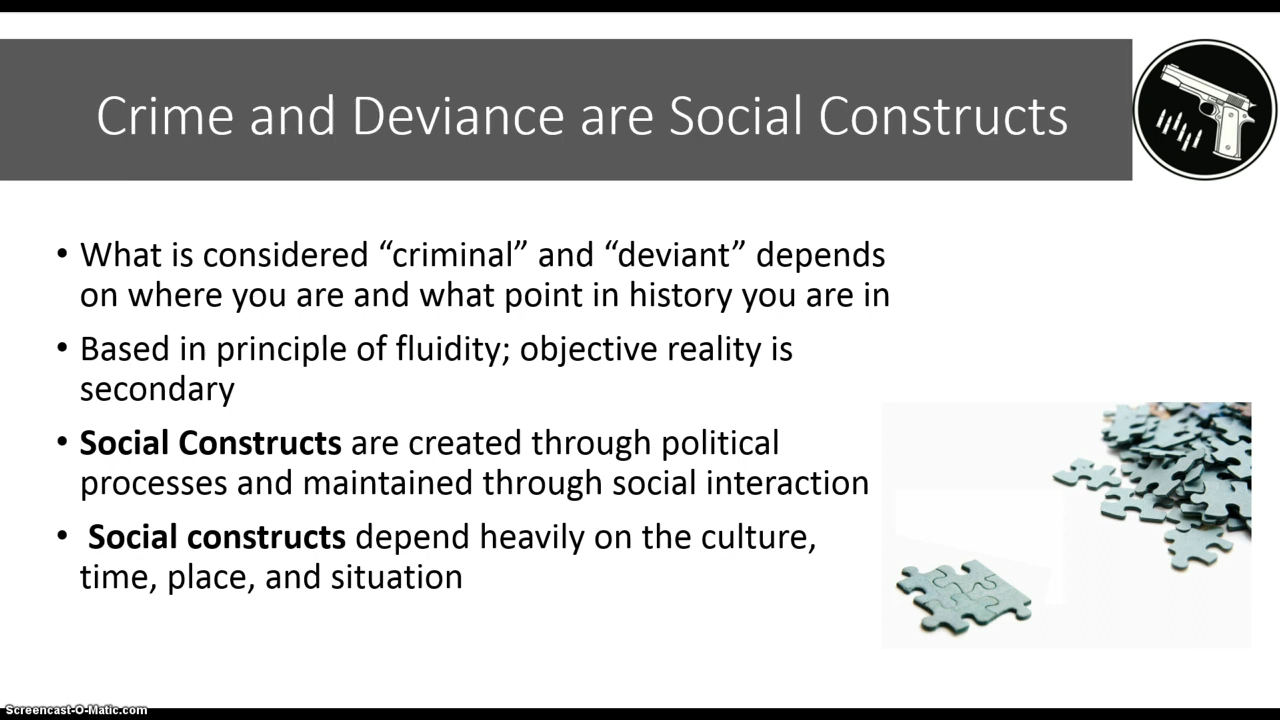 Crime and Deviance are Social Constructs
• What is considered “criminal” and “deviant” depends
on where you are and what point in history you are in
• Based in principle of fluidity; objective reality is
secondary
• Social Constructs are created through political
processes and maintained through social interaction
• Social constructs depend heavily on the culture,
time, place, and situation
Screencast-O-Matic.com